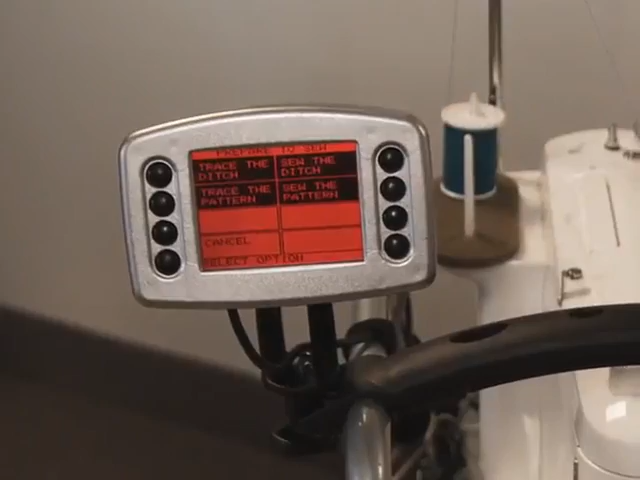 PREPARE TO SEW
TRACE THE DITCH
SEW THE DITCH
TRACE THE PATTERN
SEW THE PATTERN
CANCEL
SELECT OPTION